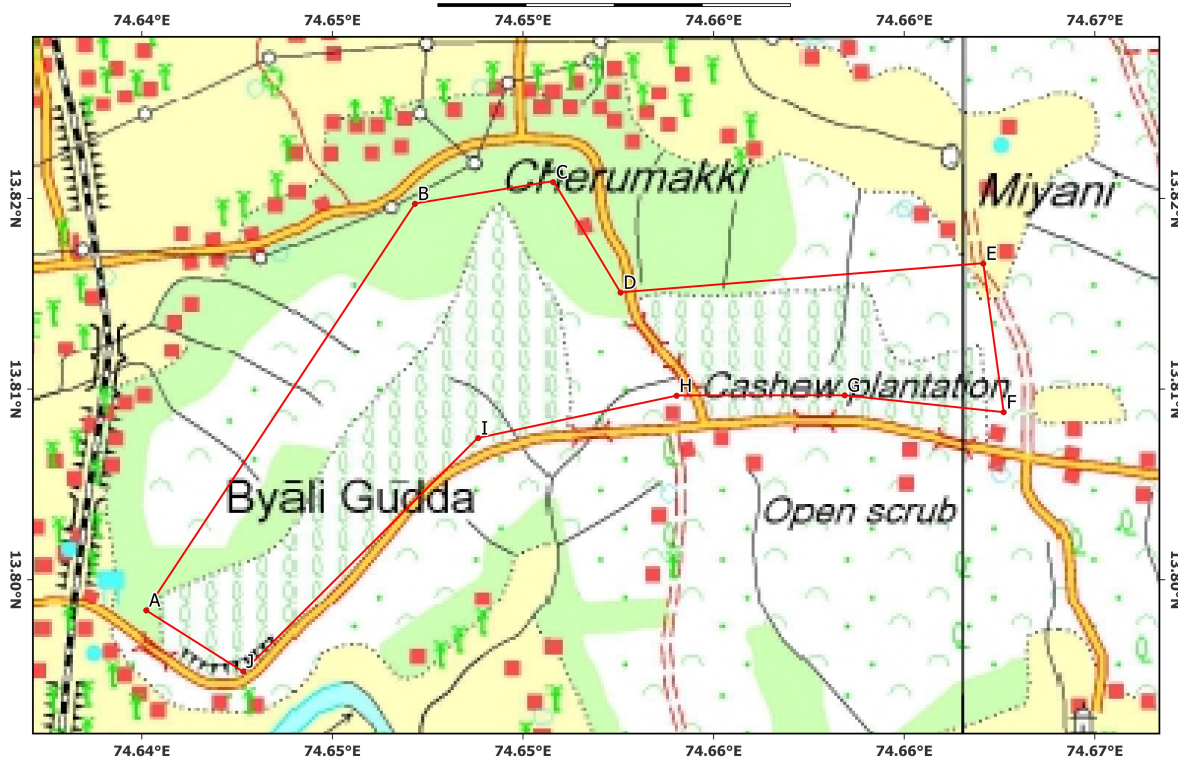 74.64°E 74.65°E 74.65°E 74.66°E 74.66°E 74.67°E
Cherumakki
C
B
Miyani
13.82°N
13.82°N
E
D
H
Cashew plantation
G
13.81°N
13.81°N
F
I
Byāli Gudda
Open scrub
13.80°N
13.80°N
A
J
74.64°E 74.65°E 74.65°E 74.66°E 74.66°E 74.67°E